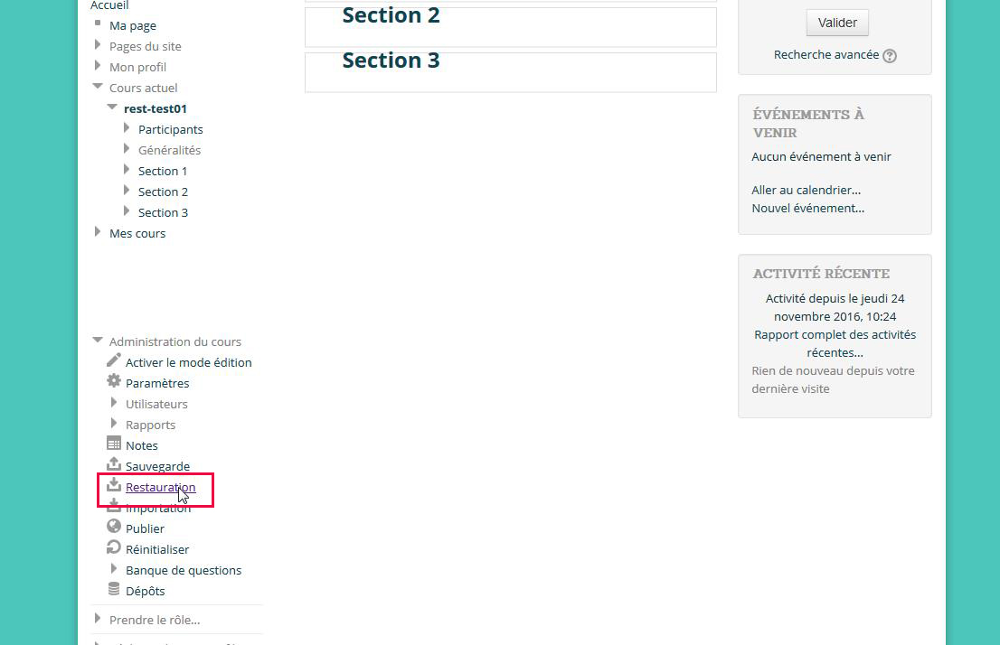 Accueil
Ma page
Pages du site
Mon profil
Cours actuel
rest-test01
Participants
Généralités
Section 1
Section 2
Section 3
Mes cours
Administration du cours
Activer le mode édition
Paramètres
Utilisateurs
Rapports
Notes
Sauvegarde
Restauration
Importation
Publier
Réinitialiser
Banque de questions
Dépôts
Prendre le rôle...
Section 2
Section 3
Valider
Recherche avancée ?
ÉVÉNEMENTS À
VENIR
Aucun événement à venir
Aller au calendrier...
Nouvel événement...
ACTIVITÉ RÉCENTE
Activité depuis le jeudi 24
novembre 2016, 10:24
Rapport complet des activités
récentes...
Rien de nouveau depuis votre
dernière visite